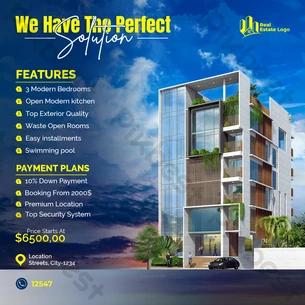 We Have The Perfect
Solution
Real
Estate Logo
FEATURES
3 Modern Bedrooms
Open Modern kitchen
Top Exterior Quality
Waste Open Rooms
Easy installments
Swimming pool
PAYMENT PLANS
10% Down Payment
Booking From 2000$
Premium Location
Top Security System
Price Starts At
$6500,00
Location
Streets, City-1234
12547